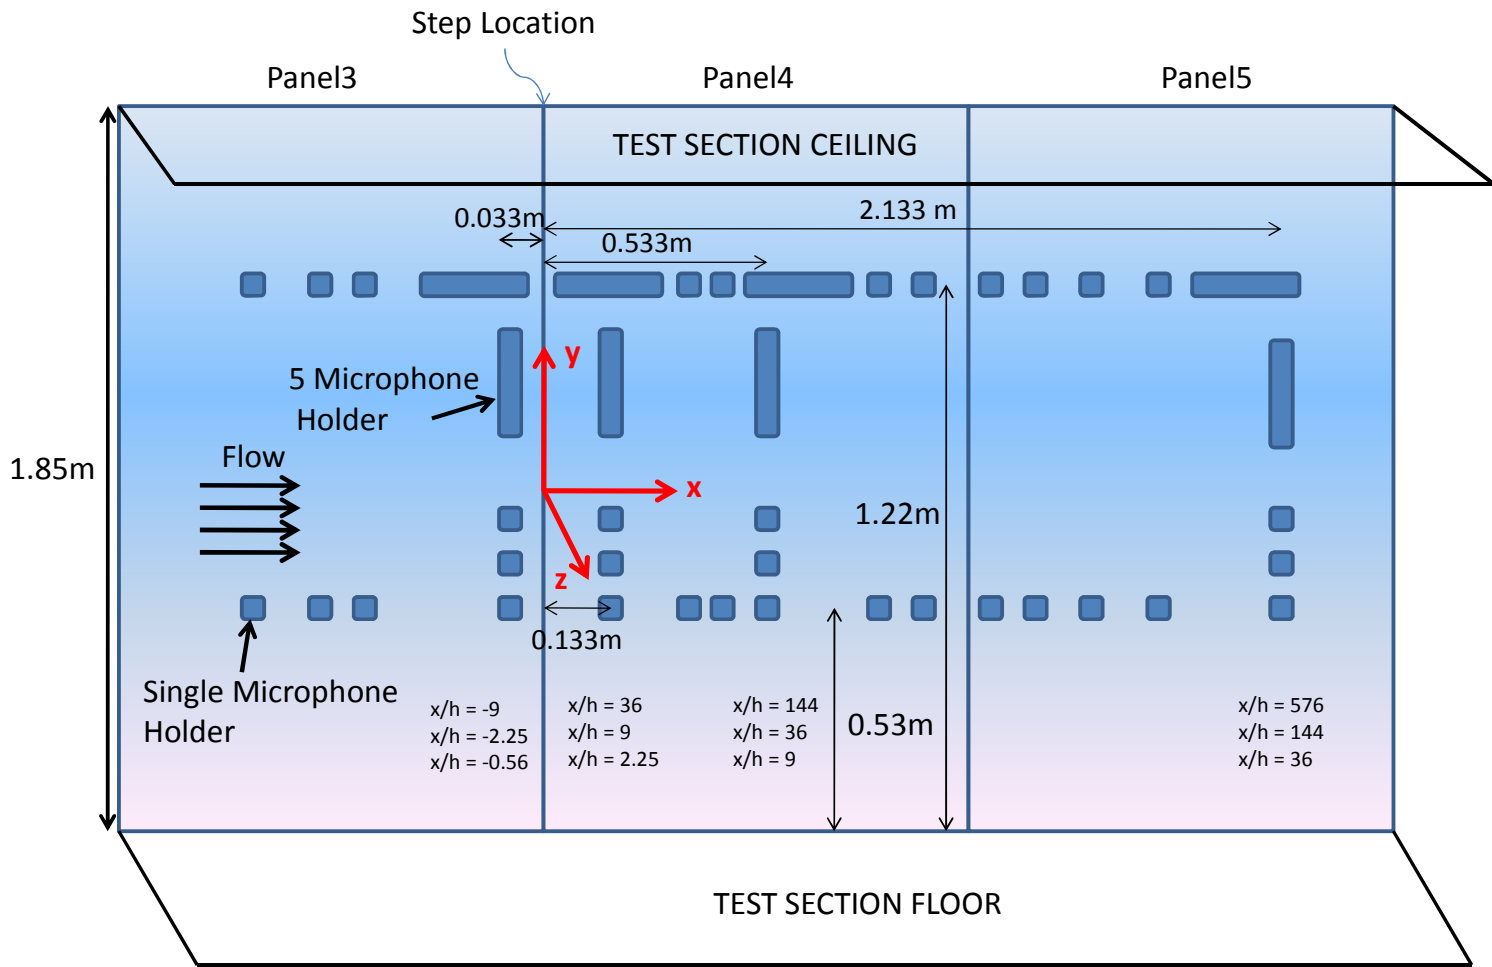 Step Location
Panel3
Panel4
Panel5
TEST SECTION CEILING
0.033m
2.133 m
0.533m
y
5 Microphone
Holder
1.85m
Flow
x
1.22m
z
0.133m
Single Microphone
Holder
x/h = -9
x/h = -2.25
x/h = -0.56
x/h = 36
x/h = 9
x/h = 2.25
x/h = 144
x/h = 36
x/h = 9
0.53m
x/h = 576
x/h = 144
x/h = 36
TEST SECTION FLOOR